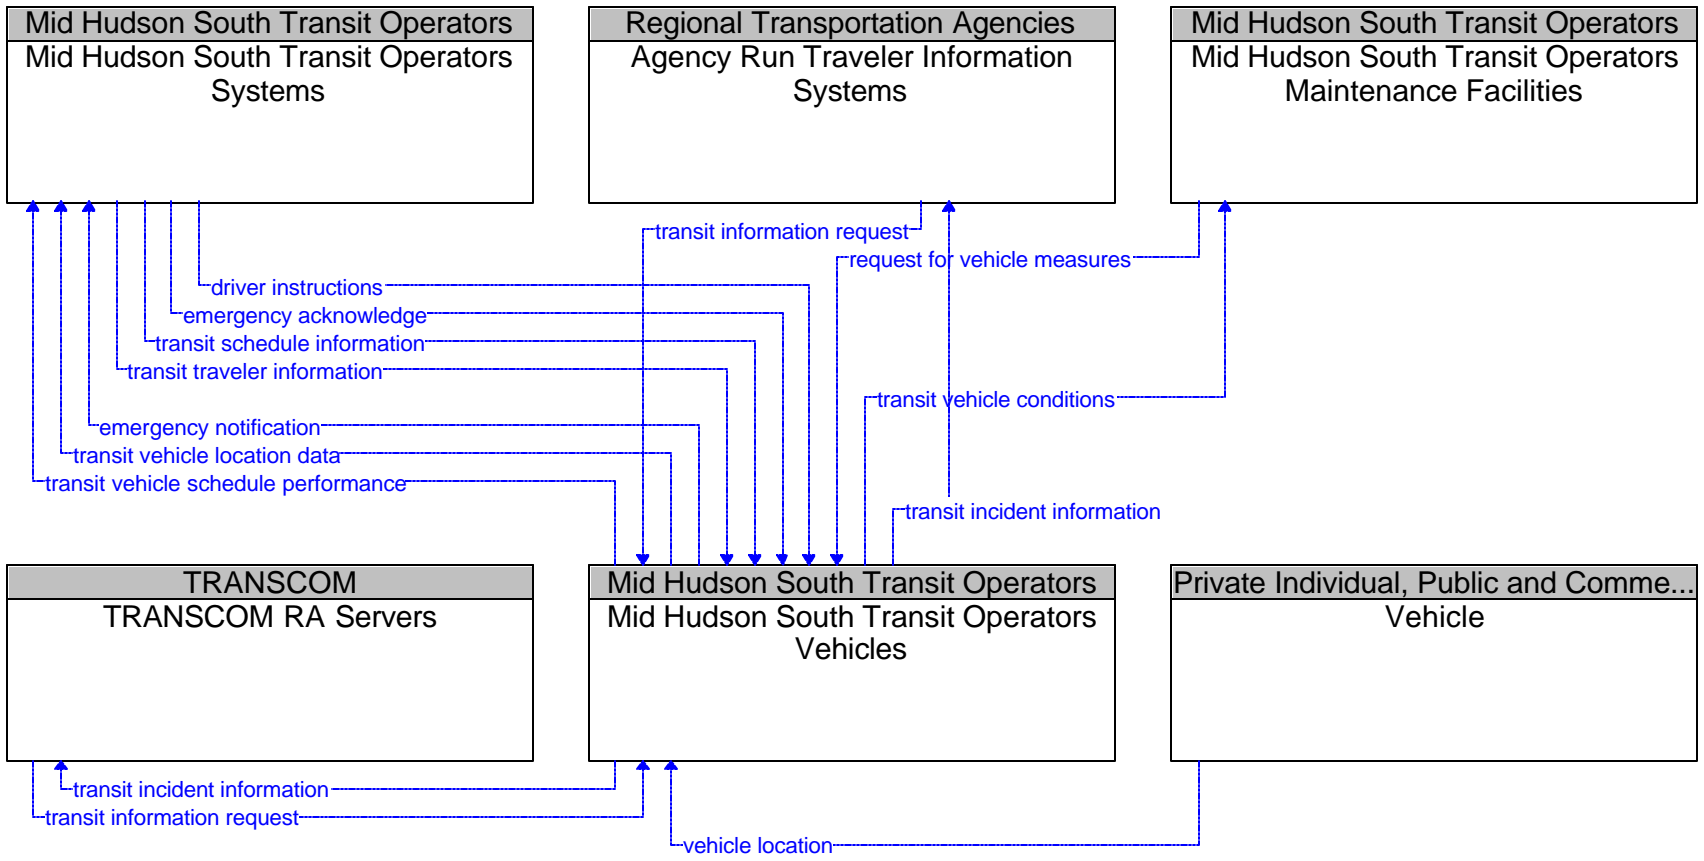 Mid Hudson South Transit Operators
Mid Hudson South Transit Operators
Systems
Regional Transportation Agencies
Agency Run Traveler Information
Systems
Mid Hudson South Transit Operators
Mid Hudson South Transit Operators
Maintenance Facilities
transit information request
request for vehicle measures
driver instructions
emergency acknowledge
transit schedule information
transit traveler information
transit vehicle conditions
emergency notification
transit vehicle location data
transit vehicle schedule performance
transit incident information
TRANSCOM
TRANSCOM RA Servers
Mid Hudson South Transit Operators
Mid Hudson South Transit Operators
Vehicles
Private Individual, Public and Comme...
Vehicle
transit incident information
transit information request
vehicle location